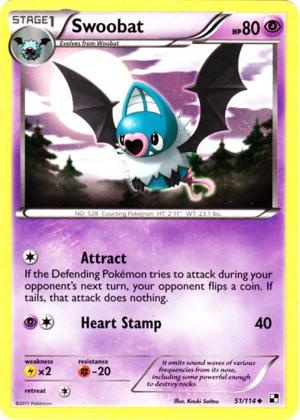 STAGE1
Swoobat
HP80
Evolves from Woobat
NO. 528 Courting Pokémon HT: 2'11" WT: 23.1 lbs.
Attract
If the Defending Pokémon tries to attack during your
opponent's next turn, your opponent flips a coin. If
tails, that attack does nothing.
Heart Stamp 40
weakness
×2
resistance
-20
retreat
It emits sound waves of various
frequencies from its nose, including
some powerful enough
to destroy rocks.
©2011 Pokémon
Illus. Kouki Saitou
51/114